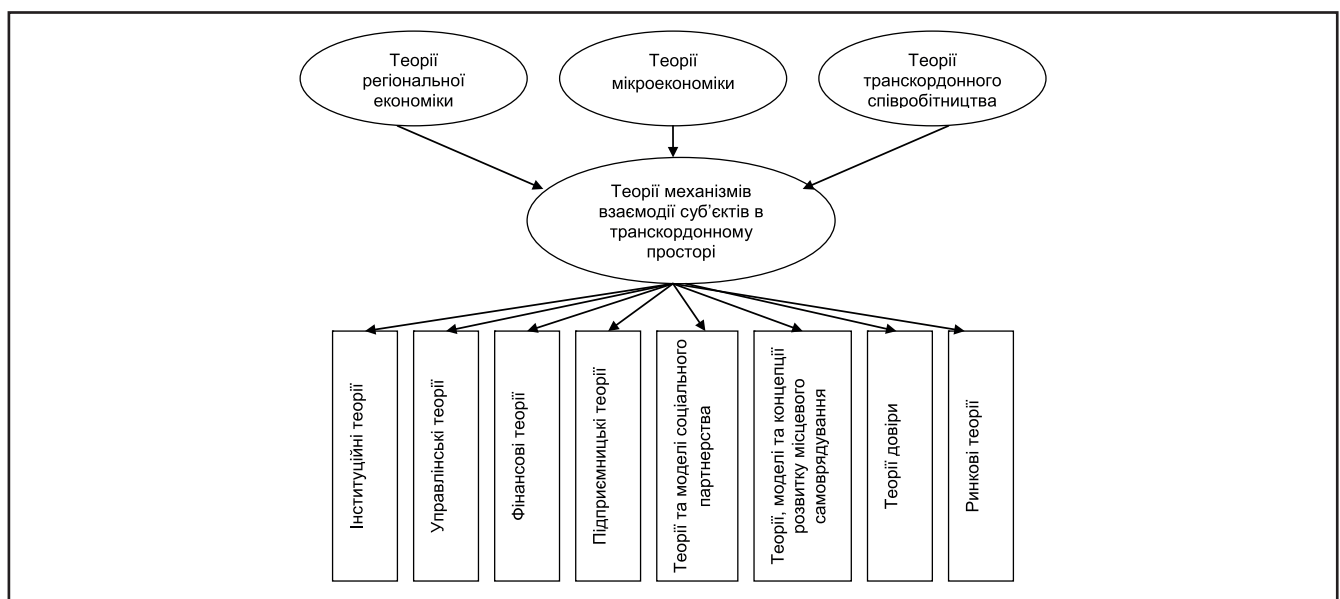 Теорії
регіональної
економіки
Теорії
мікроекономіки
Теорії
транскордонного
співробітництва
Теорії механізмів
взаємодії суб’єктів в
транскордонному
просторі
Інституційні теорії
Управлінські теорії
Фінансові теорії
Підприємницькі теорії
Теорії та моделі соціального
партнерства
Теорії, моделі та концепції
розвитку місцевого
самоврядування
Теорії довіри
Ринкові теорії